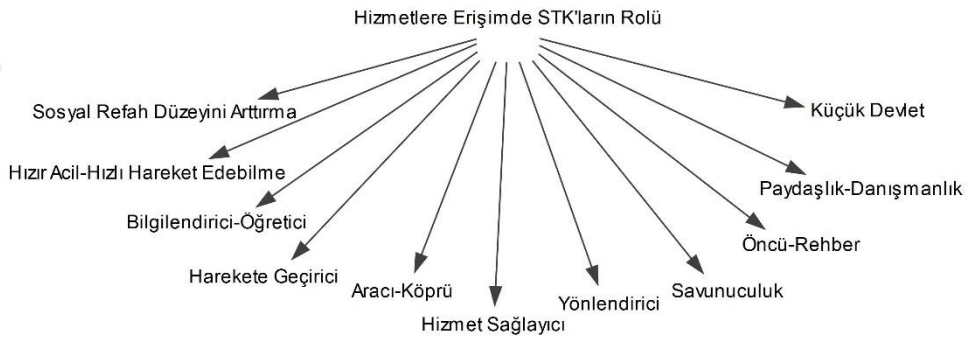 Hizmetlere Erişimde STK'ların Rolü
Sosyal Refah Düzeyini Arttırma
Küçük Devlet
Hızır Acil-Hızlı Hareket Edebilme
Paydaşlık-Danışmanlık
Bilgilendirici-Öğretici
Öncü-Rehber
Harekete Geçirici
Aracı-Köprü
Savunuculuk
Yönlendirici
Hizmet Sağlayıcı